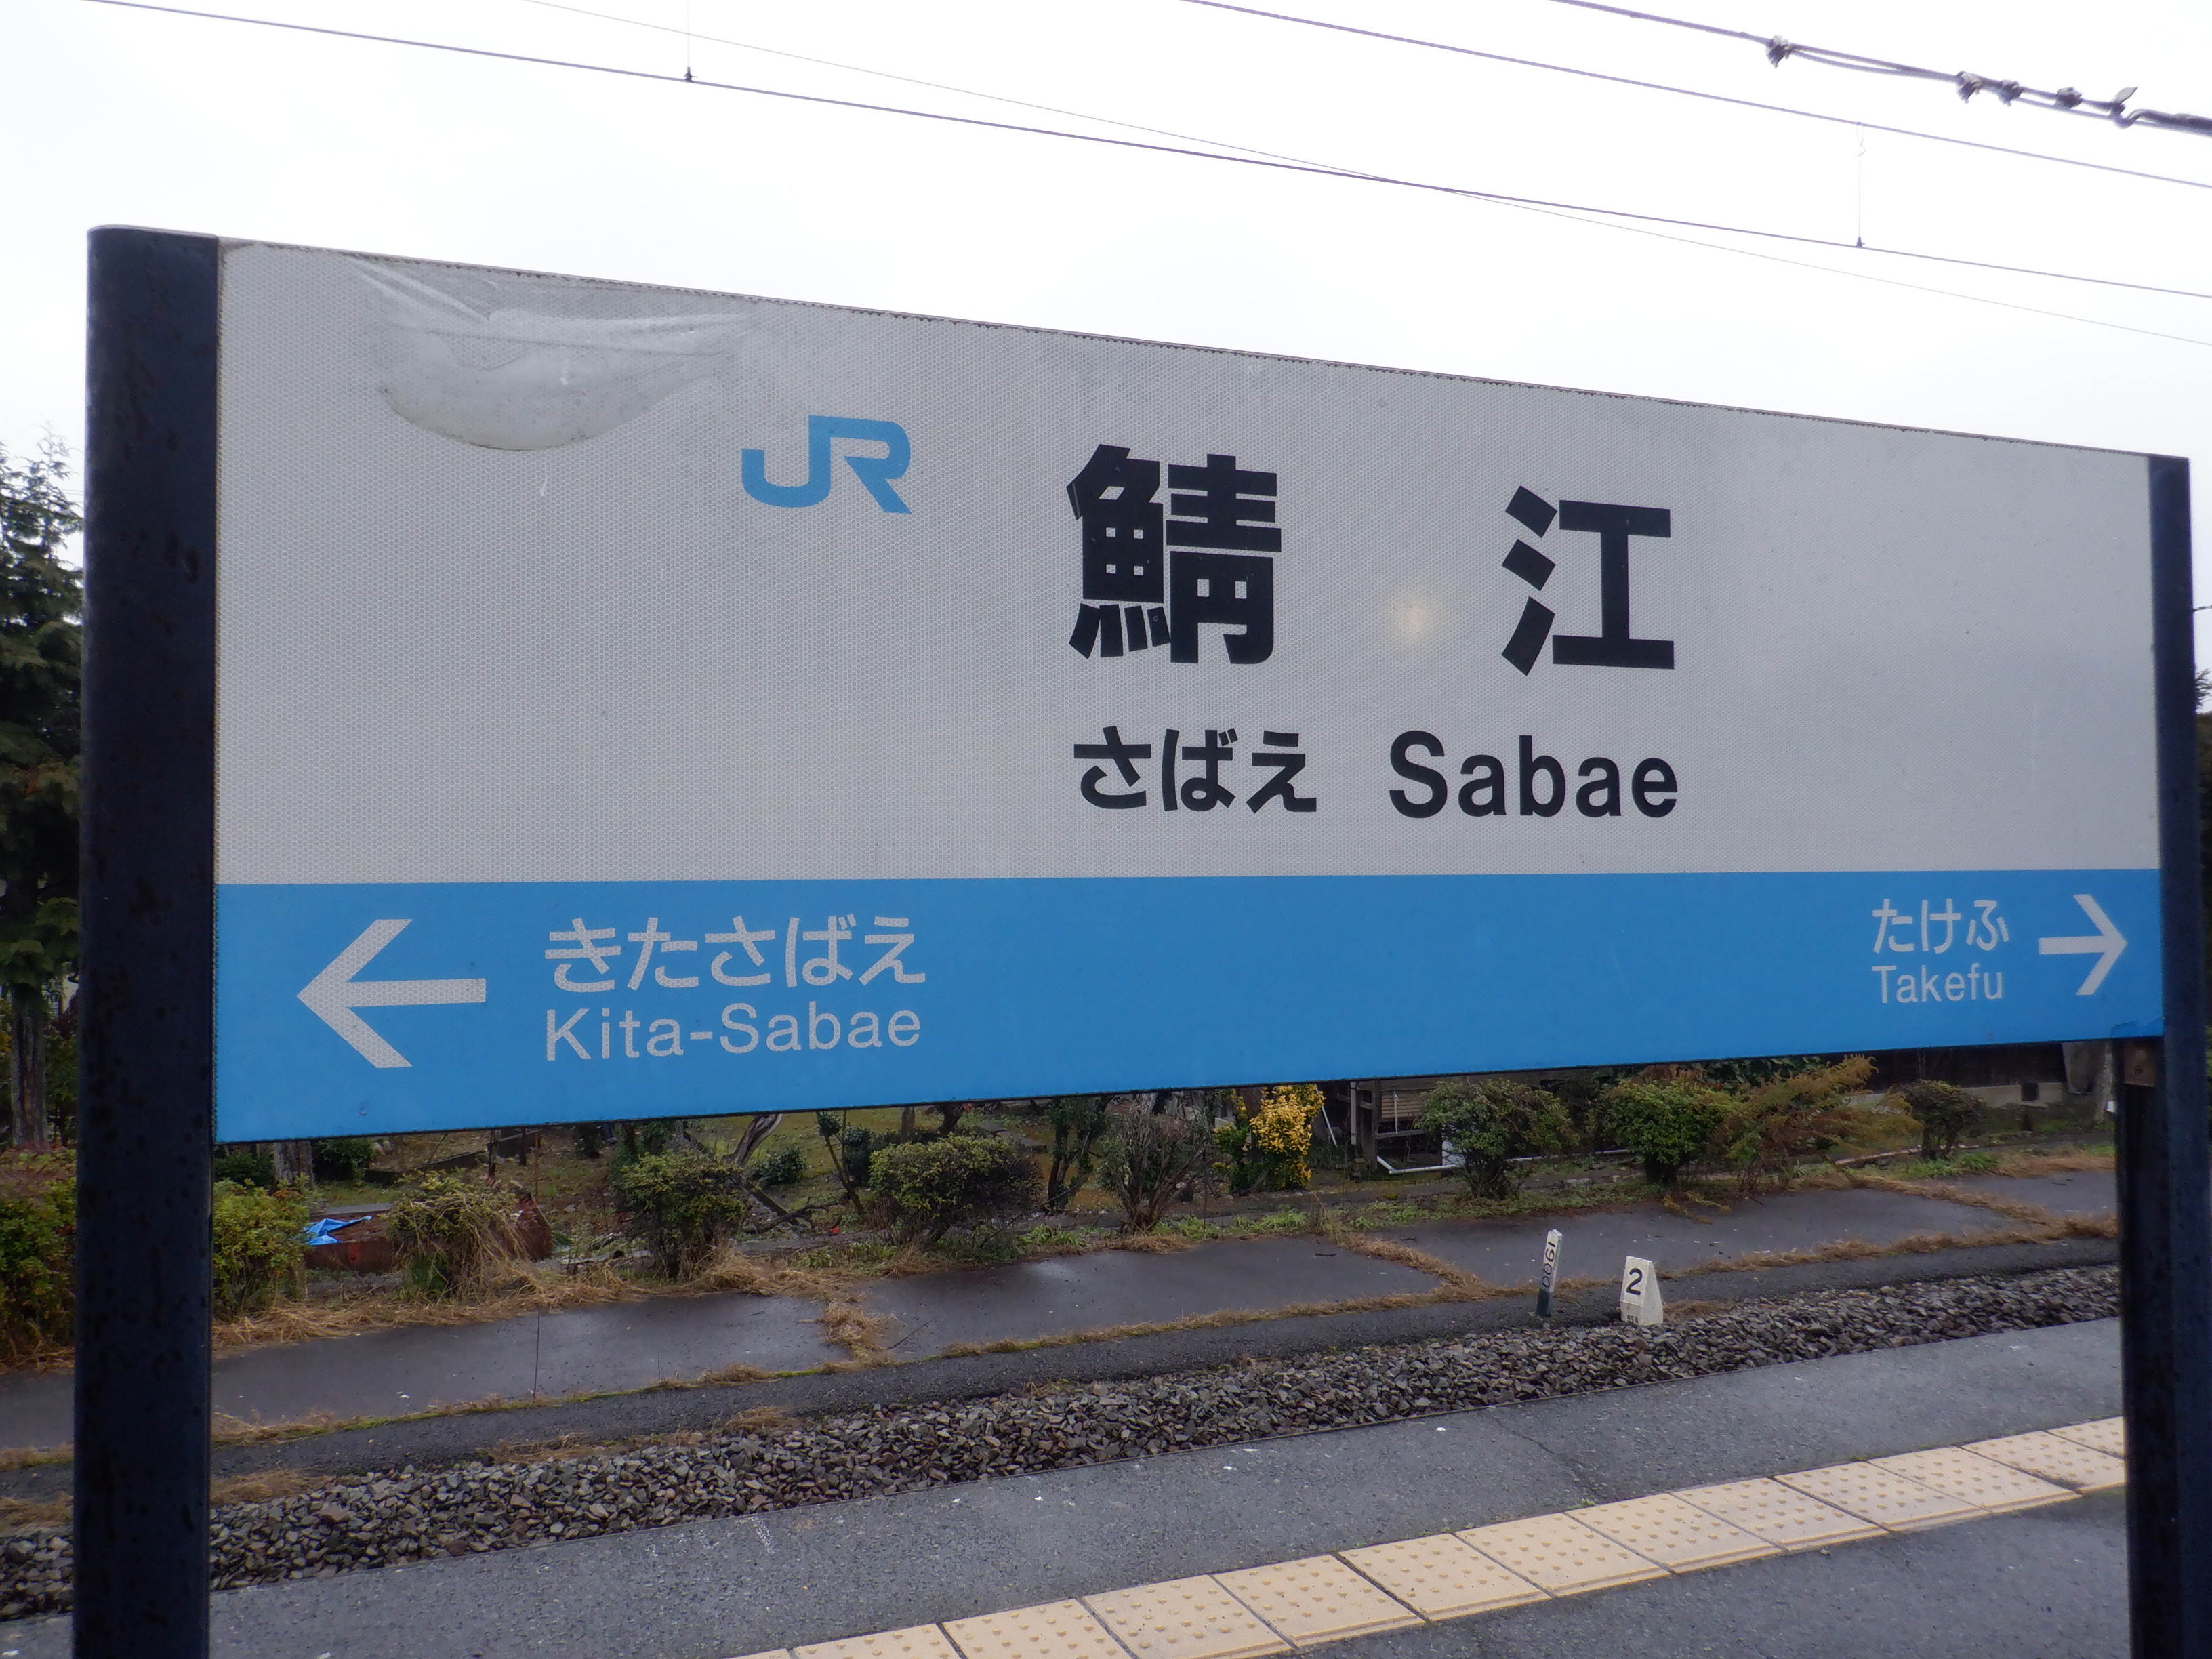 JR
鯖江
さばえ Sabae
きたさばえ
Kita-Sabae
たけふ
Takefu
1900
2